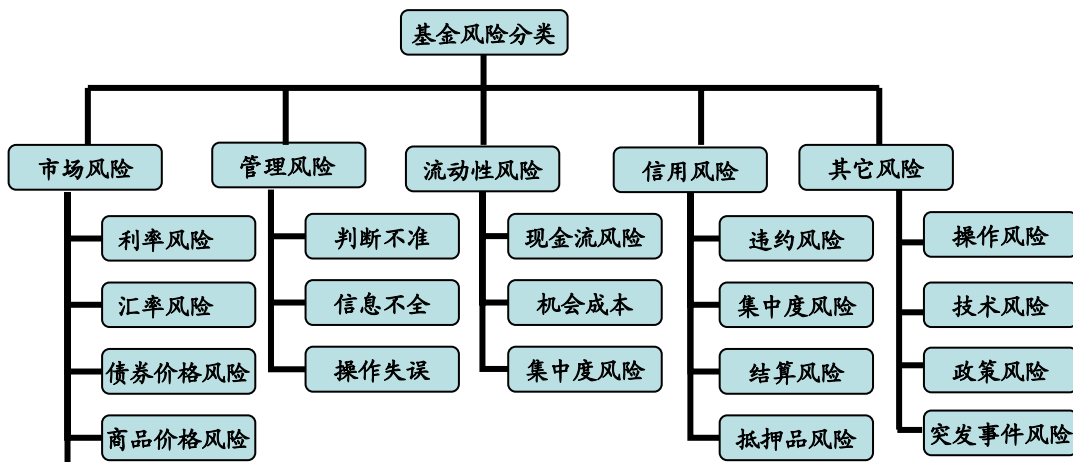 基金风险分类
市场风险
利率风险
汇率风险
债券价格风险
商品价格风险
管理风险
判断不准
信息不全
操作失误
流动性风险
现金流风险
机会成本
集中度风险
信用风险
违约风险
集中度风险
结算风险
抵押品风险
其它风险
操作风险
技术风险
政策风险
突发事件风险